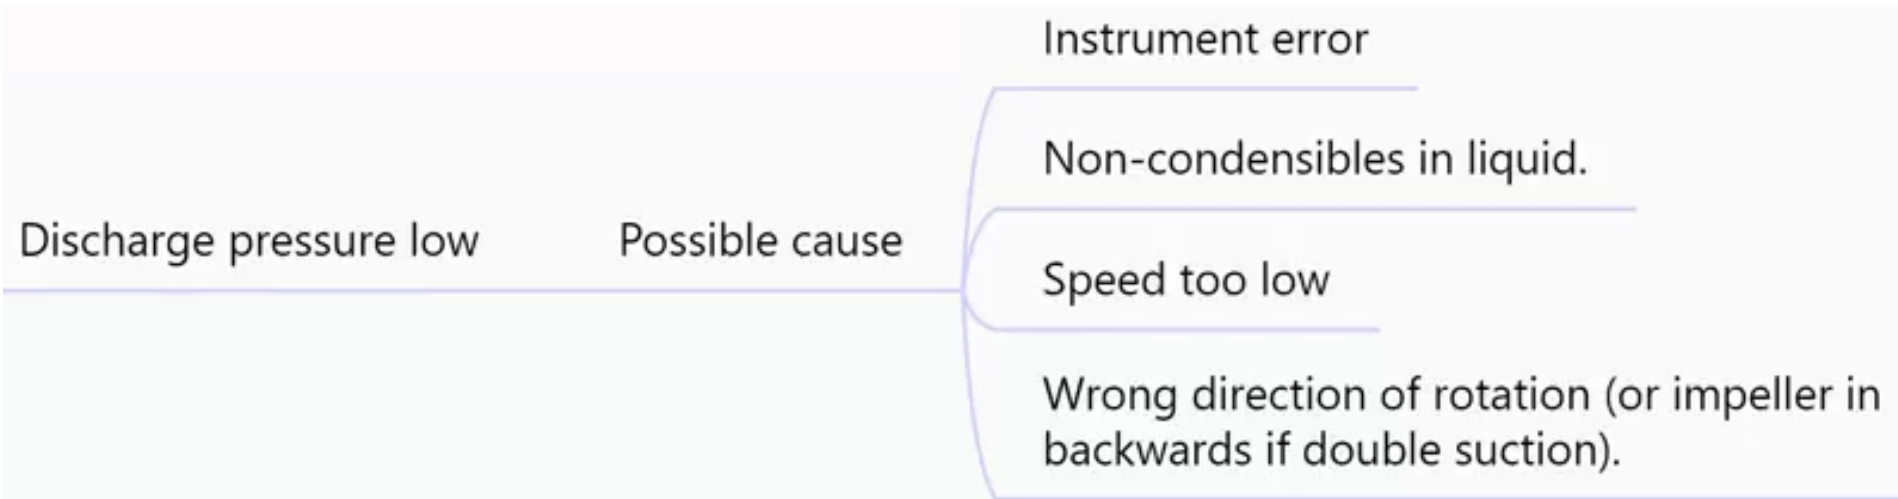 Instrument error
Non-condensibles in liquid.
Discharge pressure low
Possible cause
Speed too low
Wrong direction of rotation (or impeller in
backwards if double suction).